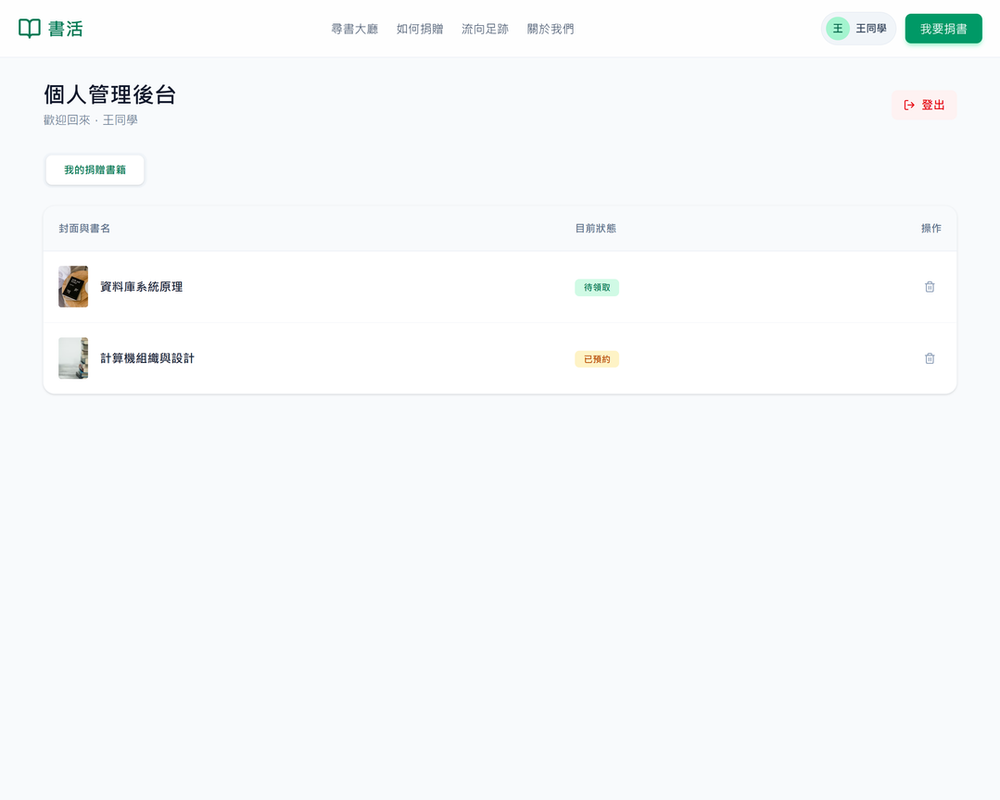 書活
尋書大廳 如何捐贈 流向足跡 關於我們
王 王同學
我要捐書
個人管理後台
歡迎回來 · 王同學
登出
我的捐贈書籍
封面與書名 目前狀態 操作
資料庫系統原理 待領取
計算機組織與設計 已預約